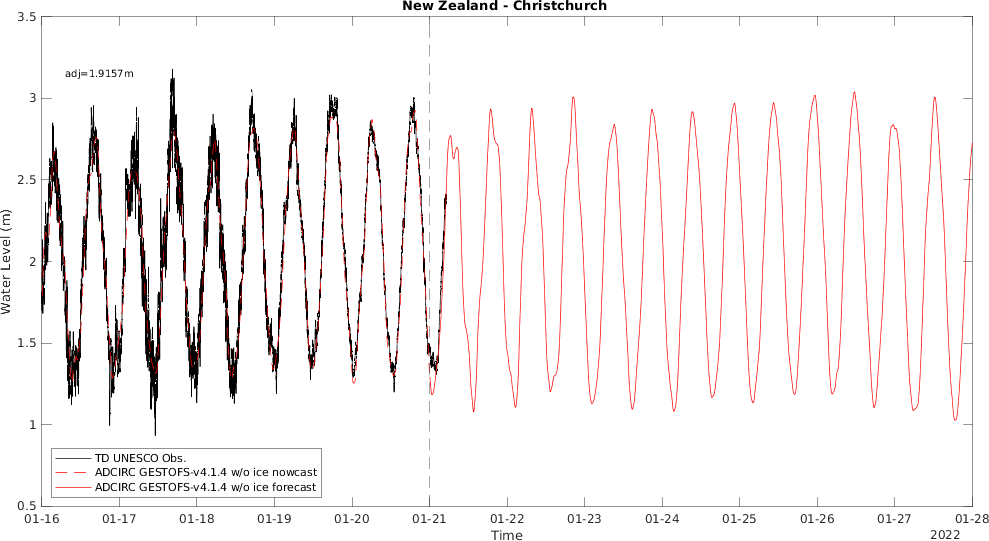 New Zealand - Christchurch
3.5
3
2.5
2
1.5
1
0.5
Water Level (m)
adj=1.9157m
TD UNESCO Obs.
ADCIRC GESTOFS-v4.1.4 w/o ice nowcast
ADCIRC GESTOFS-v4.1.4 w/o ice forecast
01-16 01-17 01-18 01-19 01-20 01-21 01-22 01-23 01-24 01-25 01-26 01-27 01-28
Time
2022